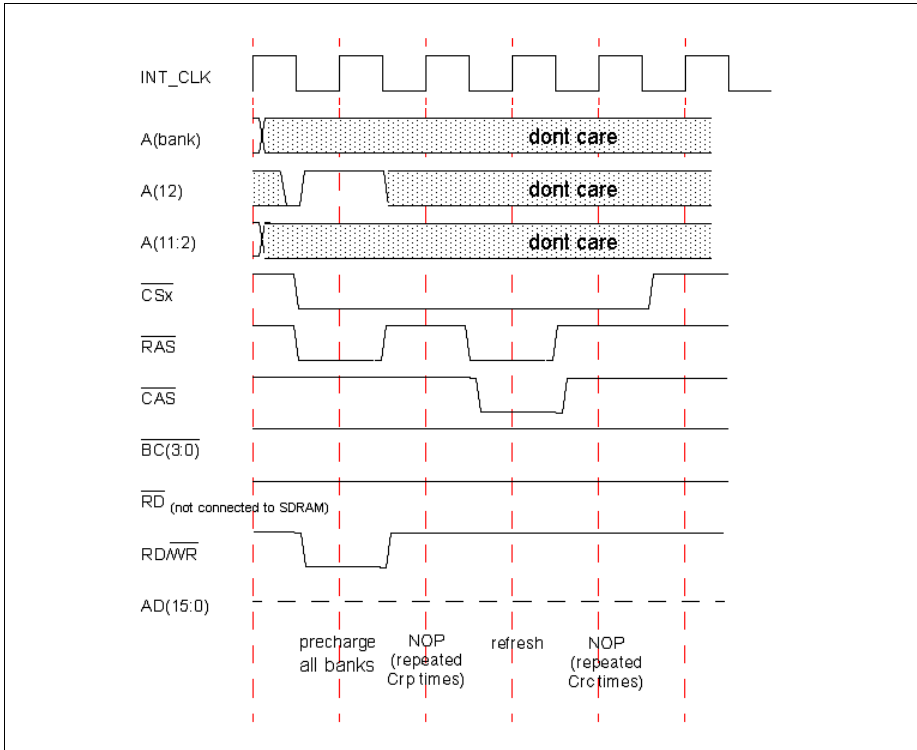 INT_CLK
A(bank)
dont care
A(12)
dont care
A(11:2)
dont care
CSx
RAS
CAS
BC(3:0)
RD (not connected to SDRAM)
RD/WR
AD(15:0)
precharge
all banks
NOP
(repeated
Crp times)
refresh
NOP
(repeated
Crc times)